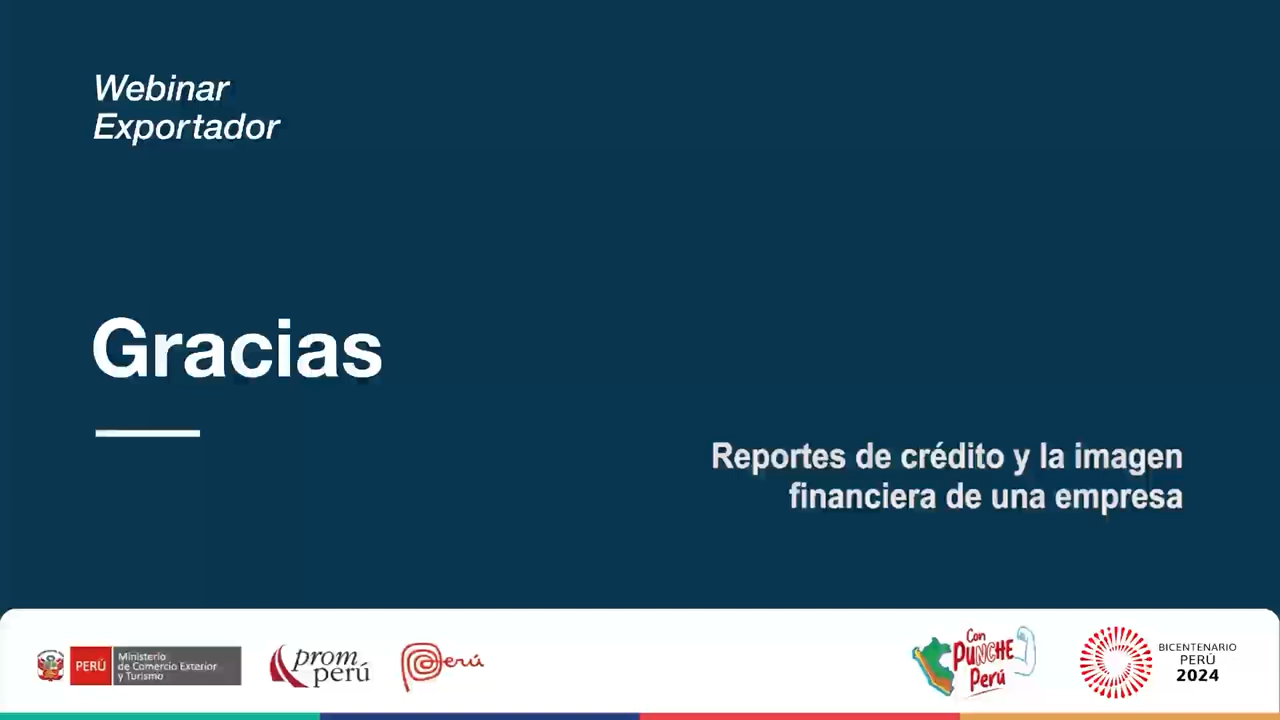 Webinar
Exportador
Gracias
Reportes de crédito y la imagen
financiera de una empresa
PERÚ
Ministerio
de Comercio Exterior
y Turismo
prom
perú
Perú
Con
PUNCHE
Perú
BICENTENARIO
PERÚ
2024